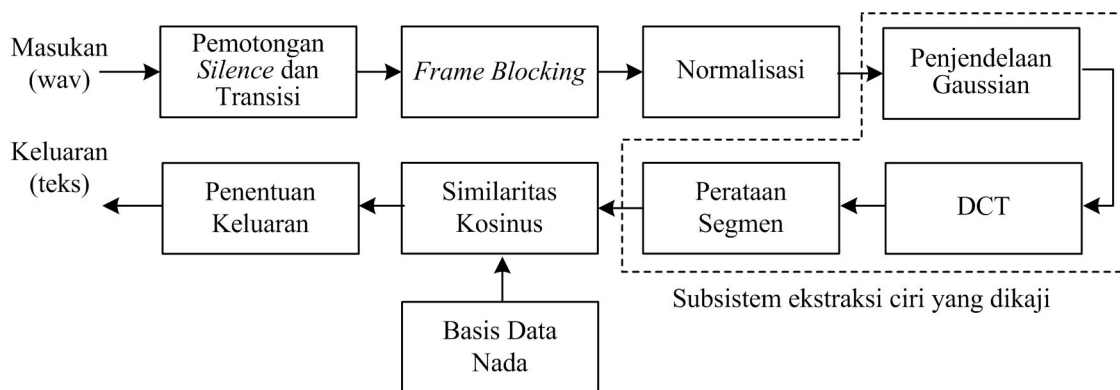 Masukan
(wav)
Pemotongan
Silence dan
Transisi
Frame Blocking
Normalisasi
Penjendelaan
Gaussian
DCT
Perataan
Segmen
Similaritas
Kosinus
Penentuan
Keluaran
Keluaran
(teks)
Basis Data
Nada
Subsistem ekstraksi ciri yang dikaji